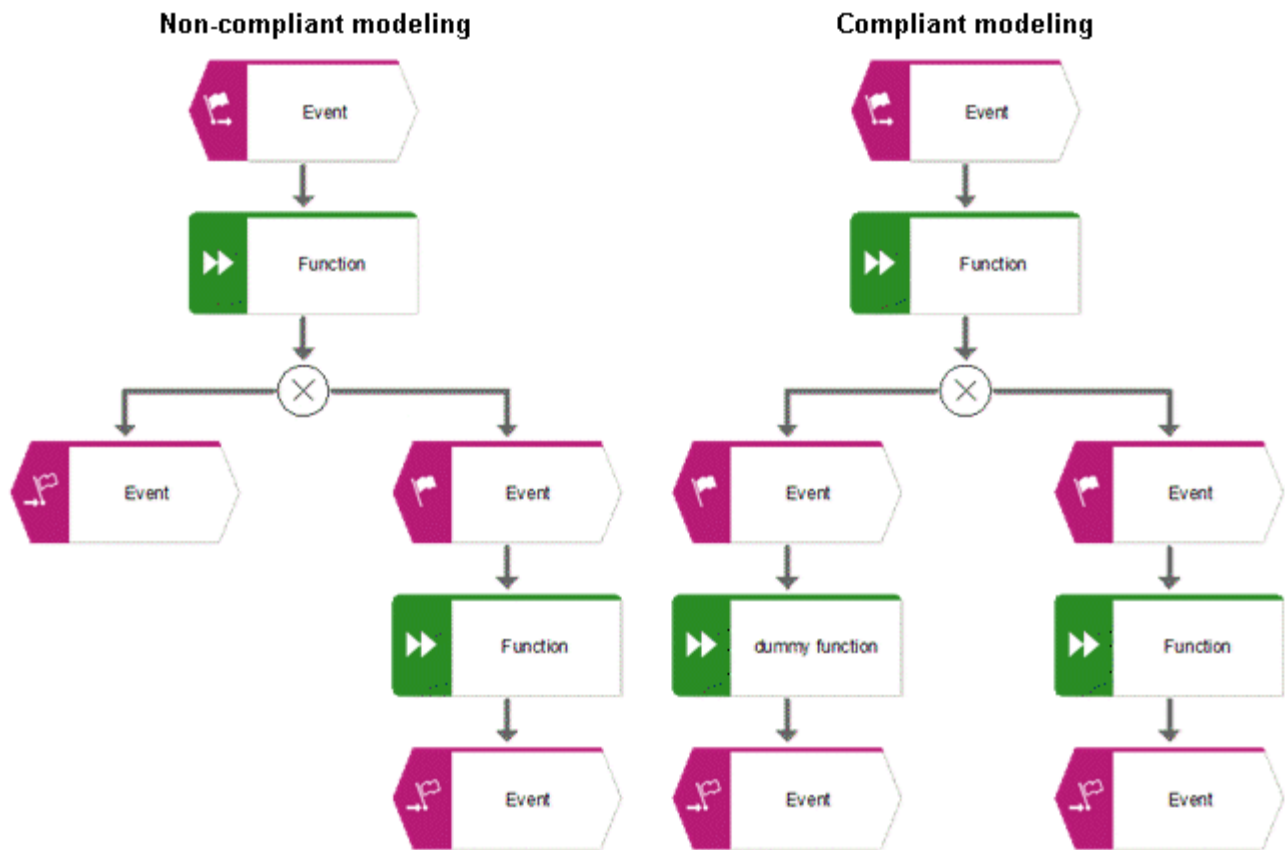 Non-compliant modeling
Compliant modeling
Event
Event
Function
Function
Event
Event
Event
Event
Function
dummy function
Function
Event
Event
Event